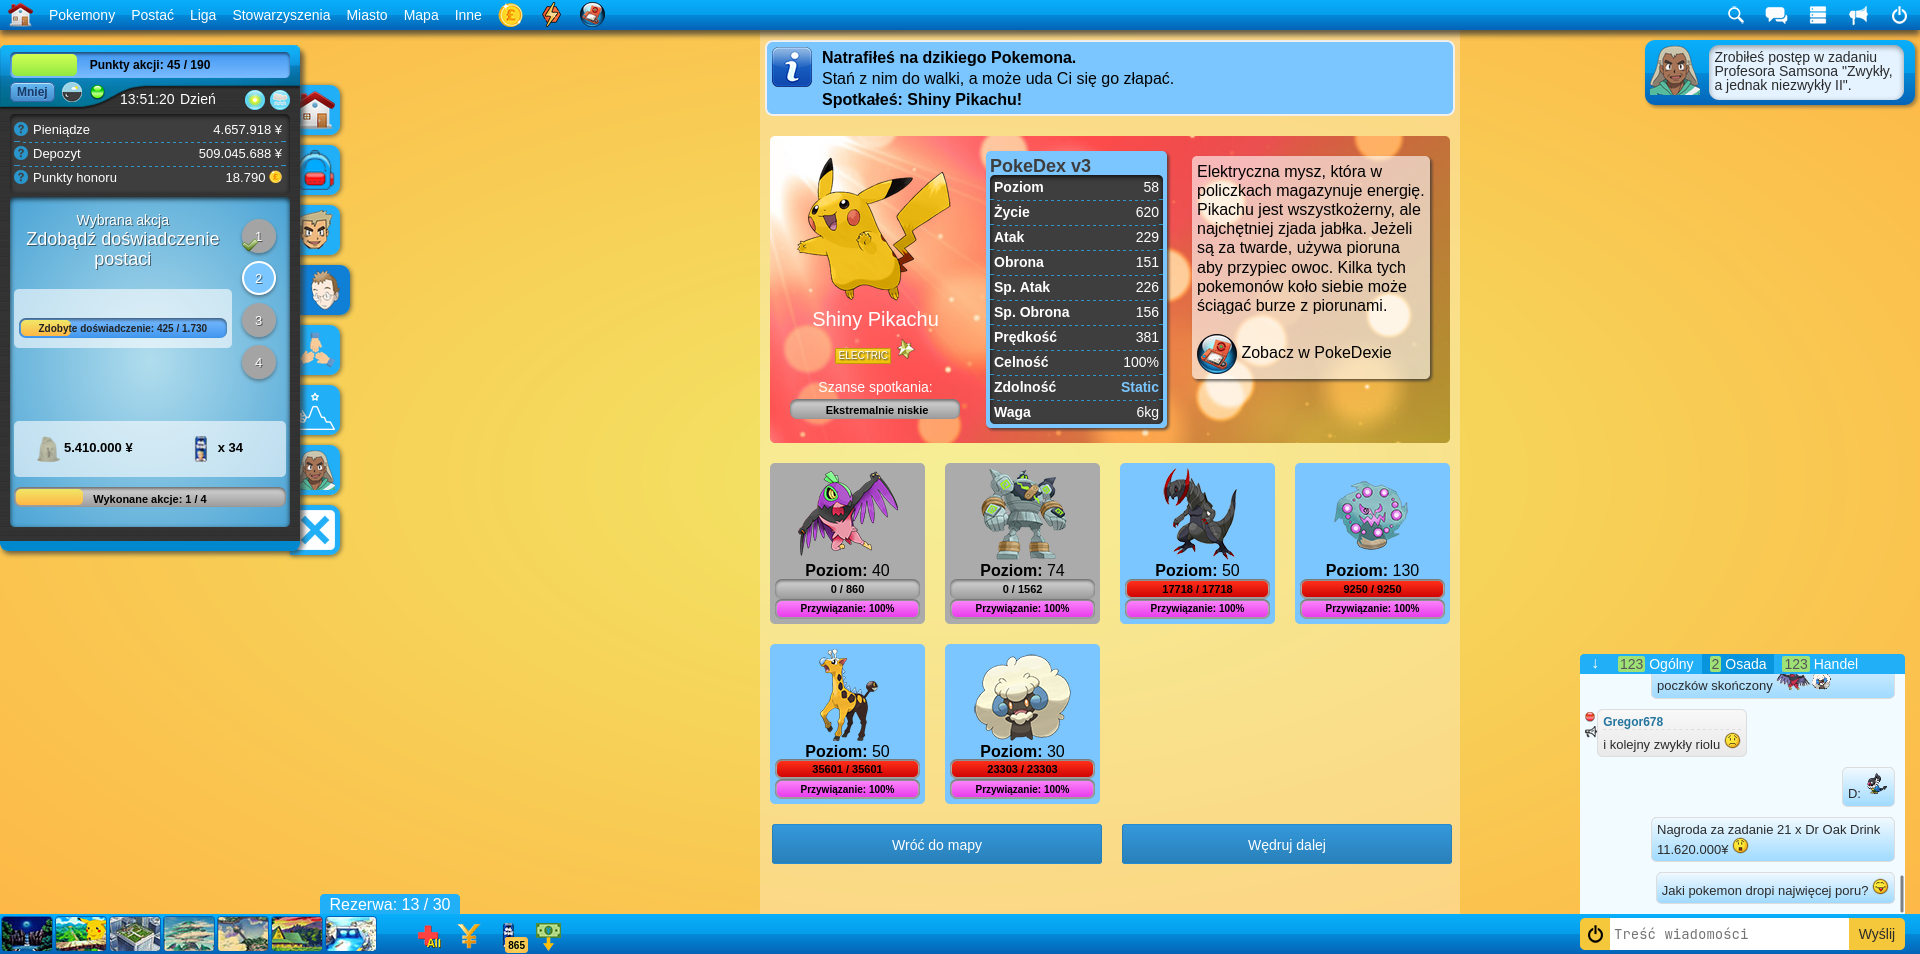 Pokemony Postać Liga Stowarzyszenia Miasto Mapa Inne
Punkty akcji: 45 / 190
Mniej
13:51:20 Dzień
Pieniądze 4.657.918 ¥
Depozyt 509.045.688 ¥
Punkty honoru 18.790
Wybrana akcja
Zdobądź doświadczenie
postaci
1
2
3
4
Zdobyte doświadczenie: 425 / 1.730
5.410.000 ¥ x 34
Wykonane akcje: 1 / 4
Natrafiłeś na dzikiego Pokemona.
Stań z nim do walki, a może uda Ci się go złapać.
Spotkałeś: Shiny Pikachu!
Shiny Pikachu
ELECTRIC
Szanse spotkania:
Ekstremalnie niskie
PokeDex v3
Poziom 58
Życie 620
Atak 229
Obrona 151
Sp. Atak 226
Sp. Obrona 156
Prędkość 381
Celność 100%
Zdolność Static
Waga 6kg
Elektryczna mysz, która w
policzkach magazynuje energię.
Pikachu jest wszystkożerny, ale
najchętniej zjada jabłka. Jeżeli
są za twarde, używa pioruna
aby przypiec owoc. Kilka tych
pokemonów koło siebie może
ściągać burze z piorunami.
Zobacz w PokeDexie
Poziom: 40
0 / 860
Przywiązanie: 100%
Poziom: 74
0 / 1562
Przywiązanie: 100%
Poziom: 50
17718 / 17718
Przywiązanie: 100%
Poziom: 130
9250 / 9250
Przywiązanie: 100%
Poziom: 50
35601 / 35601
Przywiązanie: 100%
Poziom: 30
23303 / 23303
Przywiązanie: 100%
Wróć do mapy
Wędruj dalej
Zrobiłeś postęp w zadaniu
Profesora Samsona "Zwykły,
a jednak niezwykły II".
↓ 123 Ogólny 2 Osada 123 Handel
poczków skończony
Gregor678
i kolejny zwykły riolu
D:
Nagroda za zadanie 21 x Dr Oak Drink
11.620.000¥
Jaki pokemon dropi najwięcej poru?
Treść wiadomości
Wyślij
Rezerwa: 13 / 30
All
865